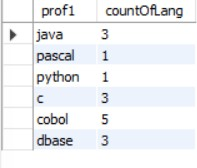 prof1 countOfLang
java 3
pascal 1
python 1
c 3
cobol 5
dbase 3